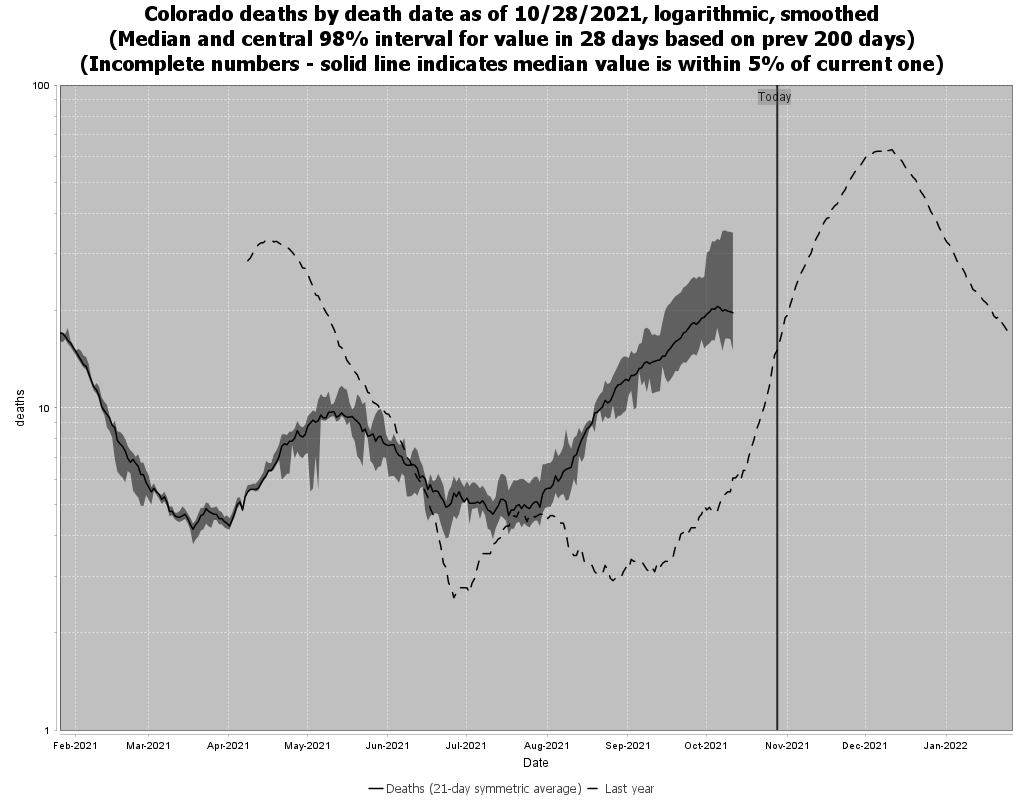 Colorado deaths by death date as of 10/28/2021, logarithmic, smoothed
(Median and central 98% interval for value in 28 days based on prev 200 days)
(Incomplete numbers - solid line indicates median value is within 5% of current one)
100
Today
10
deaths
1
Feb-2021 Mar-2021 Apr-2021 May-2021 Jun-2021 Jul-2021 Aug-2021 Sep-2021 Oct-2021 Nov-2021 Dec-2021 Jan-2022
Date
Deaths (21-day symmetric average) Last year